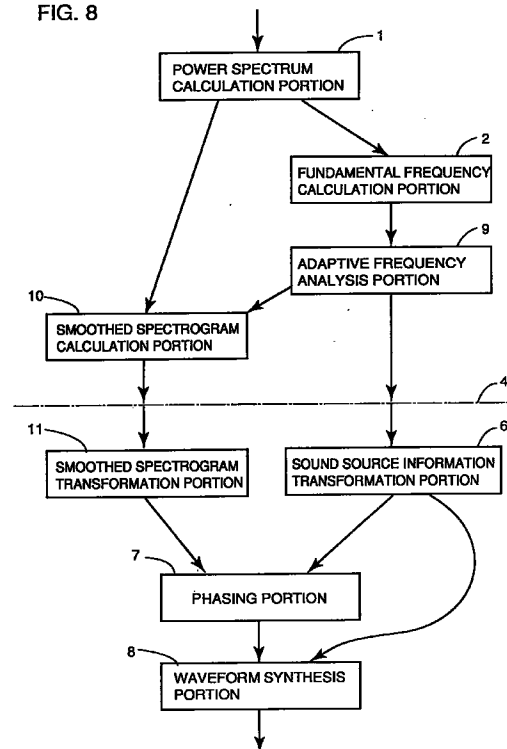 FIG. 8
1
POWER SPECTRUM
CALCULATION PORTION
2
FUNDAMENTAL FREQUENCY
CALCULATION PORTION
9
ADAPTIVE FREQUENCY
ANALYSIS PORTION
10
SMOOTHED SPECTROGRAM
CALCULATION PORTION
4
11
SMOOTHED SPECTROGRAM
TRANSFORMATION PORTION
6
SOUND SOURCE INFORMATION
TRANSFORMATION PORTION
7
PHASING PORTION
8
WAVEFORM SYNTHESIS
PORTION